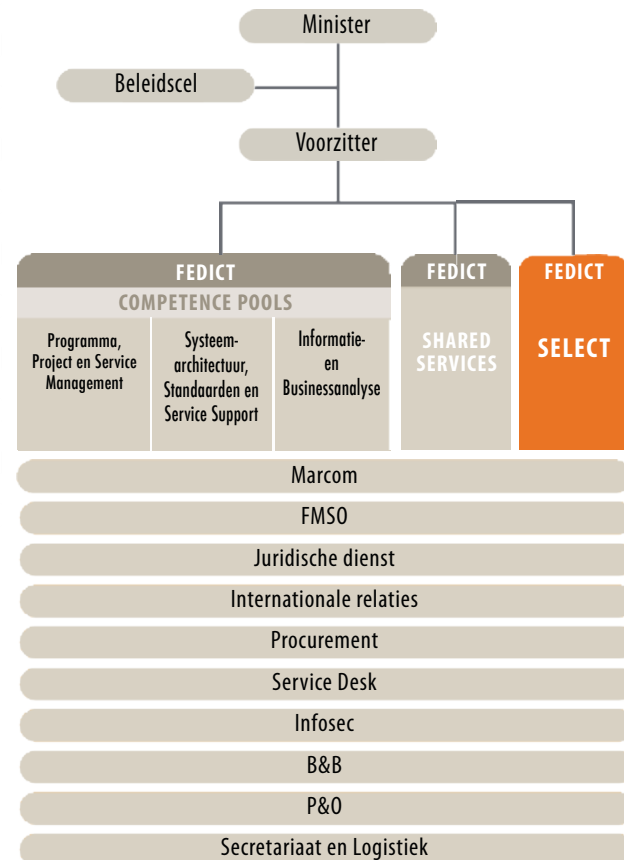 Minister
Beleidscel
Voorzitter
FEDICT
COMPETENCE POOLS
Programma,
Project en Service
Management
Systeem-
architectuur,
Standaarden en
Service Support
Informatie-
en
Businessanalyse
FEDICT
SHARED
SERVICES
FEDICT
SELECT
Marcom
FMSO
Juridische dienst
Internationale relaties
Procurement
Service Desk
Infosec
B&B
P&O
Secretariaat en Logistiek